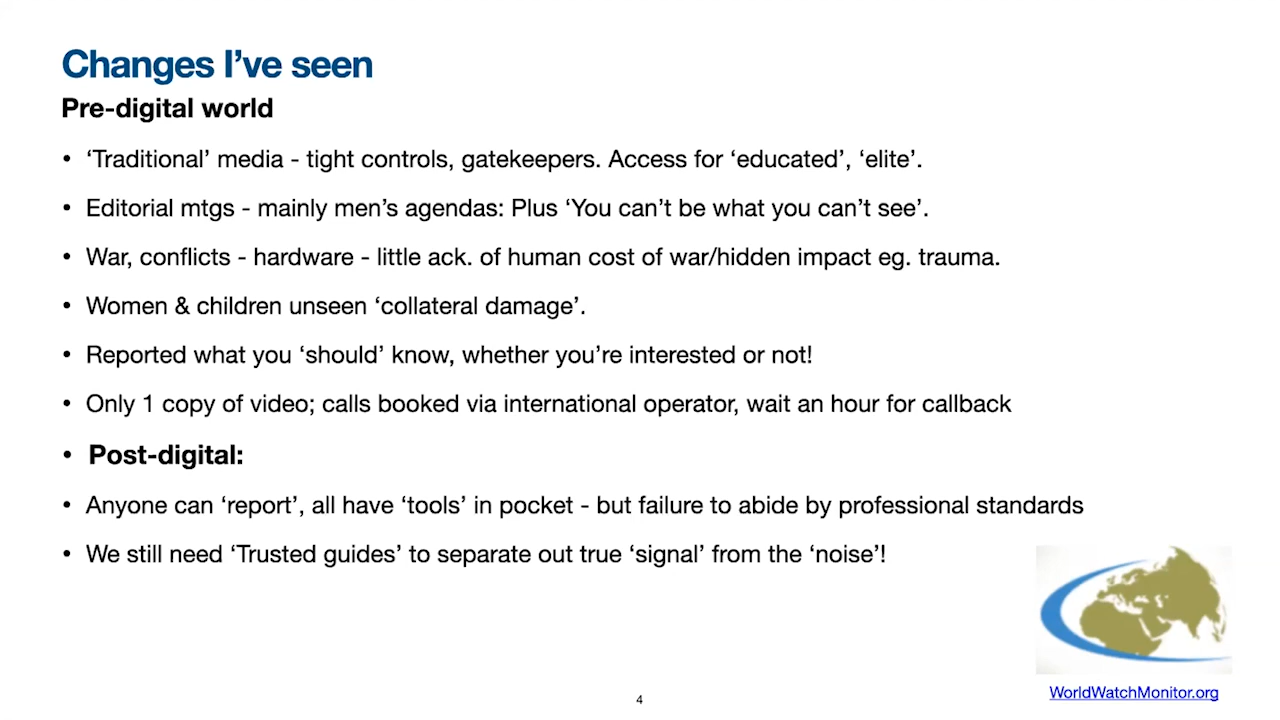 Changes I’ve seen
Pre-digital world
• ‘Traditional’ media - tight controls, gatekeepers. Access for ‘educated’, ‘elite’.
• Editorial mtgs - mainly men’s agendas: Plus ‘You can’t be what you can’t see’.
• War, conflicts - hardware - little ack. of human cost of war/hidden impact eg. trauma.
• Women & children unseen ‘collateral damage’.
• Reported what you ‘should’ know, whether you’re interested or not!
• Only 1 copy of video; calls booked via international operator, wait an hour for callback
• Post-digital:
• Anyone can ‘report’, all have ‘tools’ in pocket - but failure to abide by professional standards
• We still need ‘Trusted guides’ to separate out true ‘signal’ from the ‘noise’!
WorldWatchMonitor.org
4